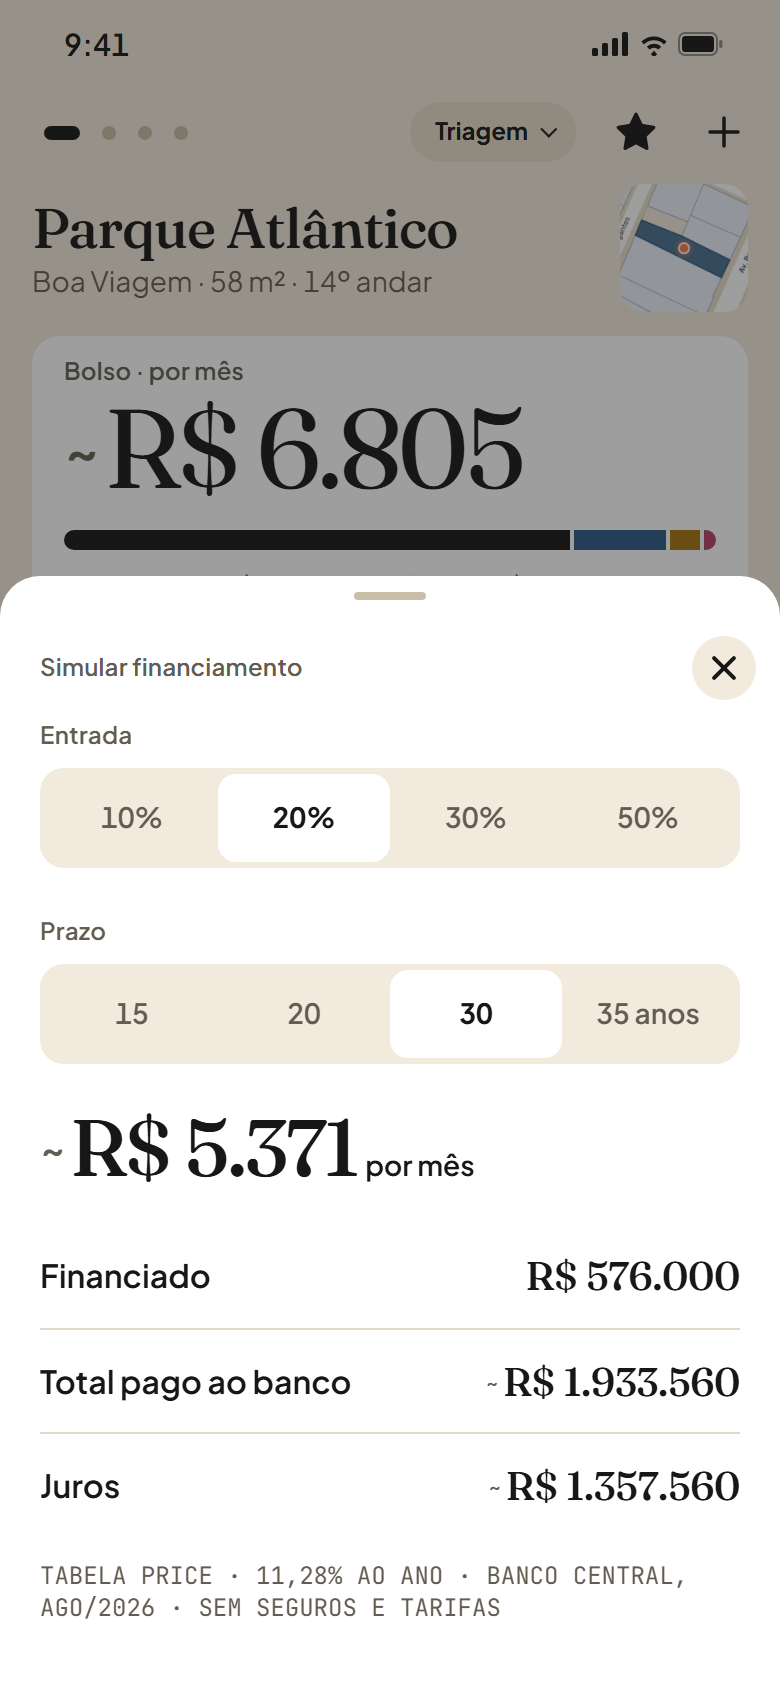 9:41
Triagem
Parque Atlântico
Boa Viagem · 58 m² · 14º andar
Bolso · por mês
~ R$ 6.805
Simular financiamento
Entrada
10% 20% 30% 50%
Prazo
15 20 30 35 anos
~ R$ 5.371 por mês
Financiado R$ 576.000
Total pago ao banco ~ R$ 1.933.560
Juros ~ R$ 1.357.560
TABELA PRICE · 11,28% AO ANO · BANCO CENTRAL,
AGO/2026 · SEM SEGUROS E TARIFAS